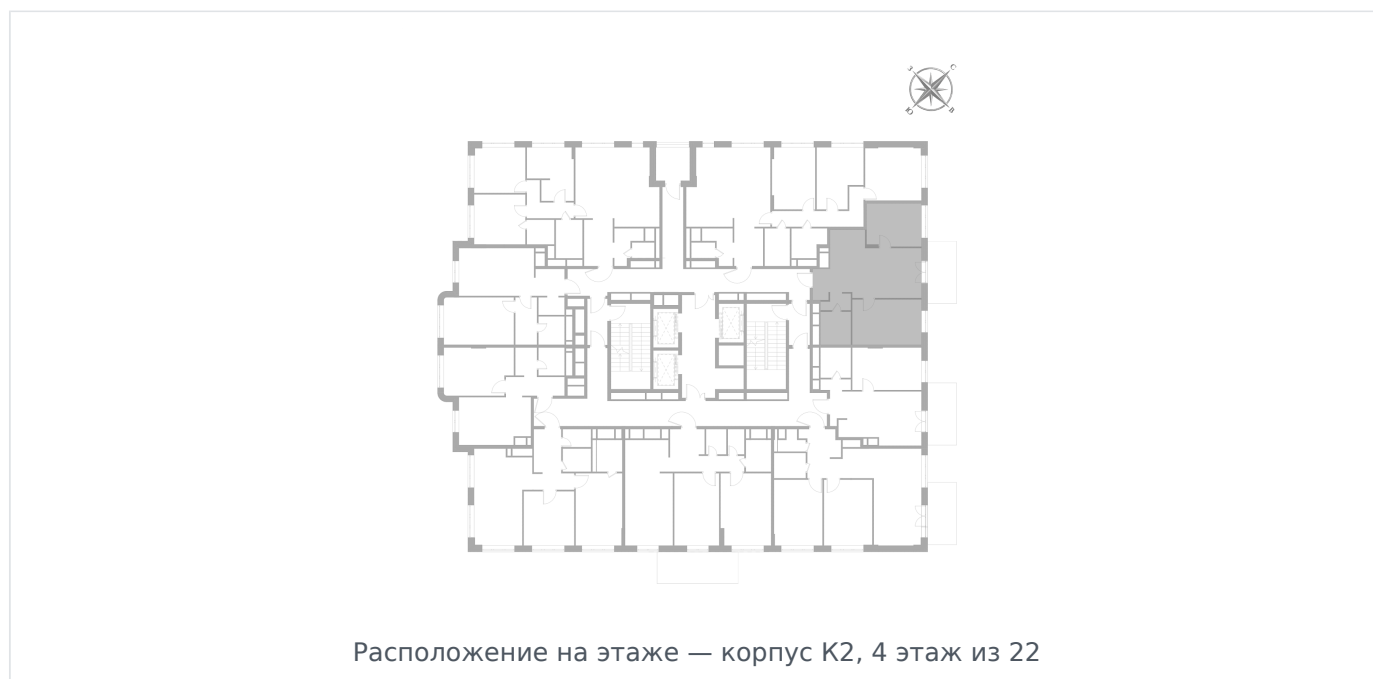 З С
Ю В
Расположение на этаже — корпус К2, 4 этаж из 22